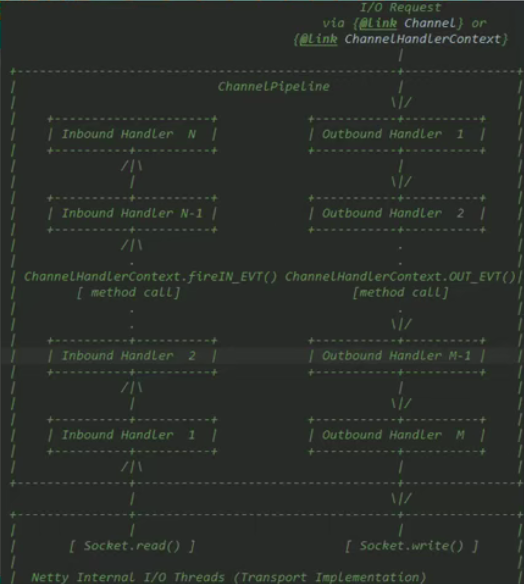 I/O Request
via {@link Channel} or
{@link ChannelHandlerContext}
|
+---------------------------------------------------+---------------+
| ChannelPipeline | |
| \|/ |
| +---------------------+ +-----------+----------+ |
| | Inbound Handler N | | Outbound Handler 1 | |
| +----------+----------+ +-----------+----------+ |
| /|\ | |
| | \|/ |
| +----------+----------+ +-----------+----------+ |
| | Inbound Handler N-1 | | Outbound Handler 2 | |
| +----------+----------+ +-----------+----------+ |
| /|\ . |
| . . |
| ChannelHandlerContext.fireIN_EVT() ChannelHandlerContext.OUT_EVT()|
| [ method call] [method call] |
| . . |
| . \|/ |
| +----------+----------+ +-----------+----------+ |
| | Inbound Handler 2 | | Outbound Handler M-1 | |
| +----------+----------+ +-----------+----------+ |
| /|\ | |
| | \|/ |
| +----------+----------+ +-----------+----------+ |
| | Inbound Handler 1 | | Outbound Handler M | |
| +----------+----------+ +-----------+----------+ |
| /|\ | |
+---------------+-----------------------------------+---------------+
| \|/
+---------------+-----------------------------------+---------------+
| | | |
| [ Socket.read() ] [ Socket.write() ] |
| |
| Netty Internal I/O Threads (Transport Implementation) |